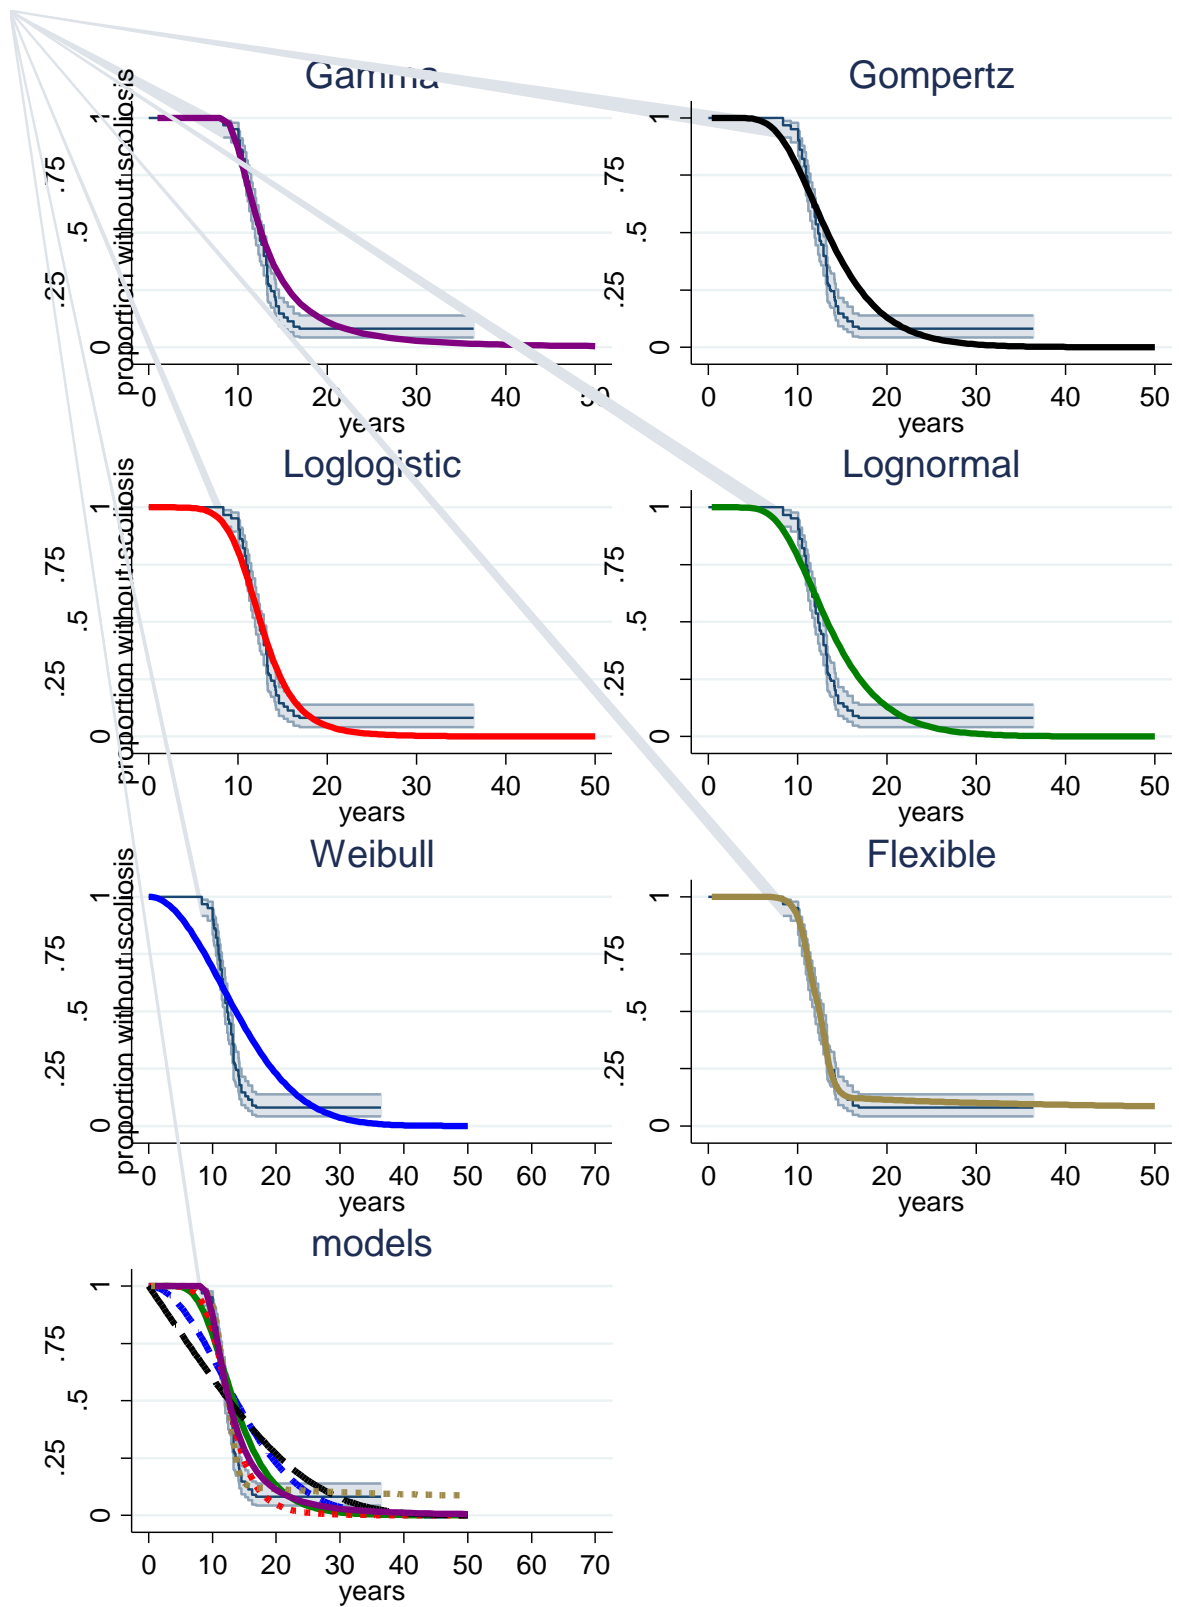 Gamma
Gompertz
proportion without scoliosis
0 .25 .5 .75 1
0 .25 .5 .75 1
0 10 20 30 40 50
0 10 20 30 40 50
years
years
Loglogistic
Lognormal
proportion without scoliosis
0 .25 .5 .75 1
0 .25 .5 .75 1
0 10 20 30 40 50
0 10 20 30 40 50
years
years
Weibull
Flexible
proportion without scoliosis
0 .25 .5 .75 1
0 .25 .5 .75 1
0 10 20 30 40 50 60 70
0 10 20 30 40 50
years
years
models
0 .25 .5 .75 1
0 10 20 30 40 50 60 70
years